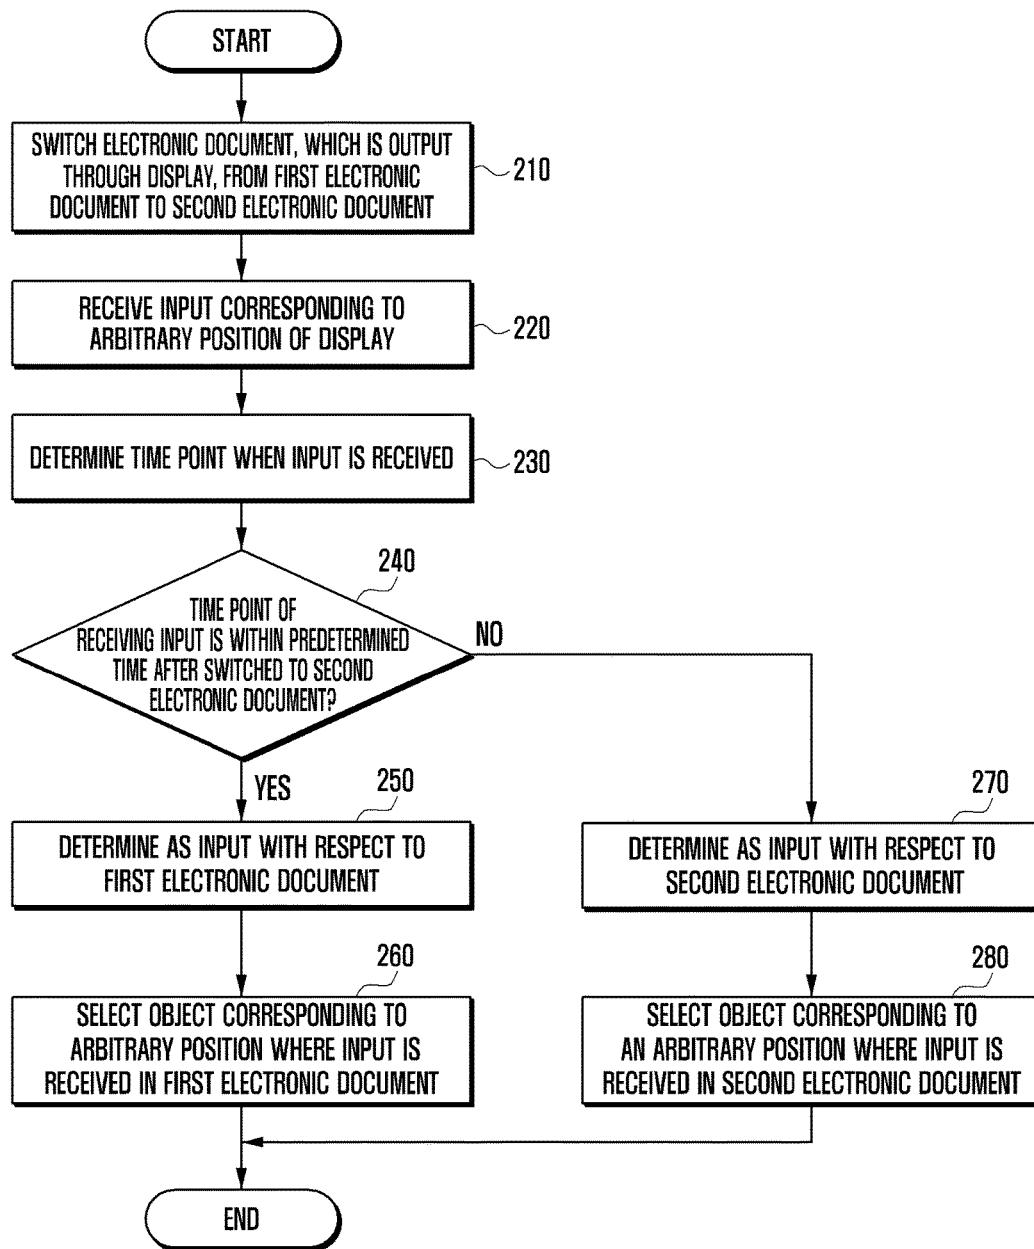 START
SWITCH ELECTRONIC DOCUMENT, WHICH IS OUTPUT
THROUGH DISPLAY, FROM FIRST ELECTRONIC
DOCUMENT TO SECOND ELECTRONIC DOCUMENT
210
RECEIVE INPUT CORRESPONDING TO
ARBITRARY POSITION OF DISPLAY
220
DETERMINE TIME POINT WHEN INPUT IS RECEIVED
230
240
TIME POINT OF
RECEIVING INPUT IS WITHIN PREDETERMINED
TIME AFTER SWITCHED TO SECOND
ELECTRONIC DOCUMENT?
NO
YES
250
DETERMINE AS INPUT WITH RESPECT TO
FIRST ELECTRONIC DOCUMENT
270
DETERMINE AS INPUT WITH RESPECT TO
SECOND ELECTRONIC DOCUMENT
260
SELECT OBJECT CORRESPONDING TO
ARBITRARY POSITION WHERE INPUT IS
RECEIVED IN FIRST ELECTRONIC DOCUMENT
280
SELECT OBJECT CORRESPONDING TO
AN ARBITRARY POSITION WHERE INPUT IS
RECEIVED IN SECOND ELECTRONIC DOCUMENT
END